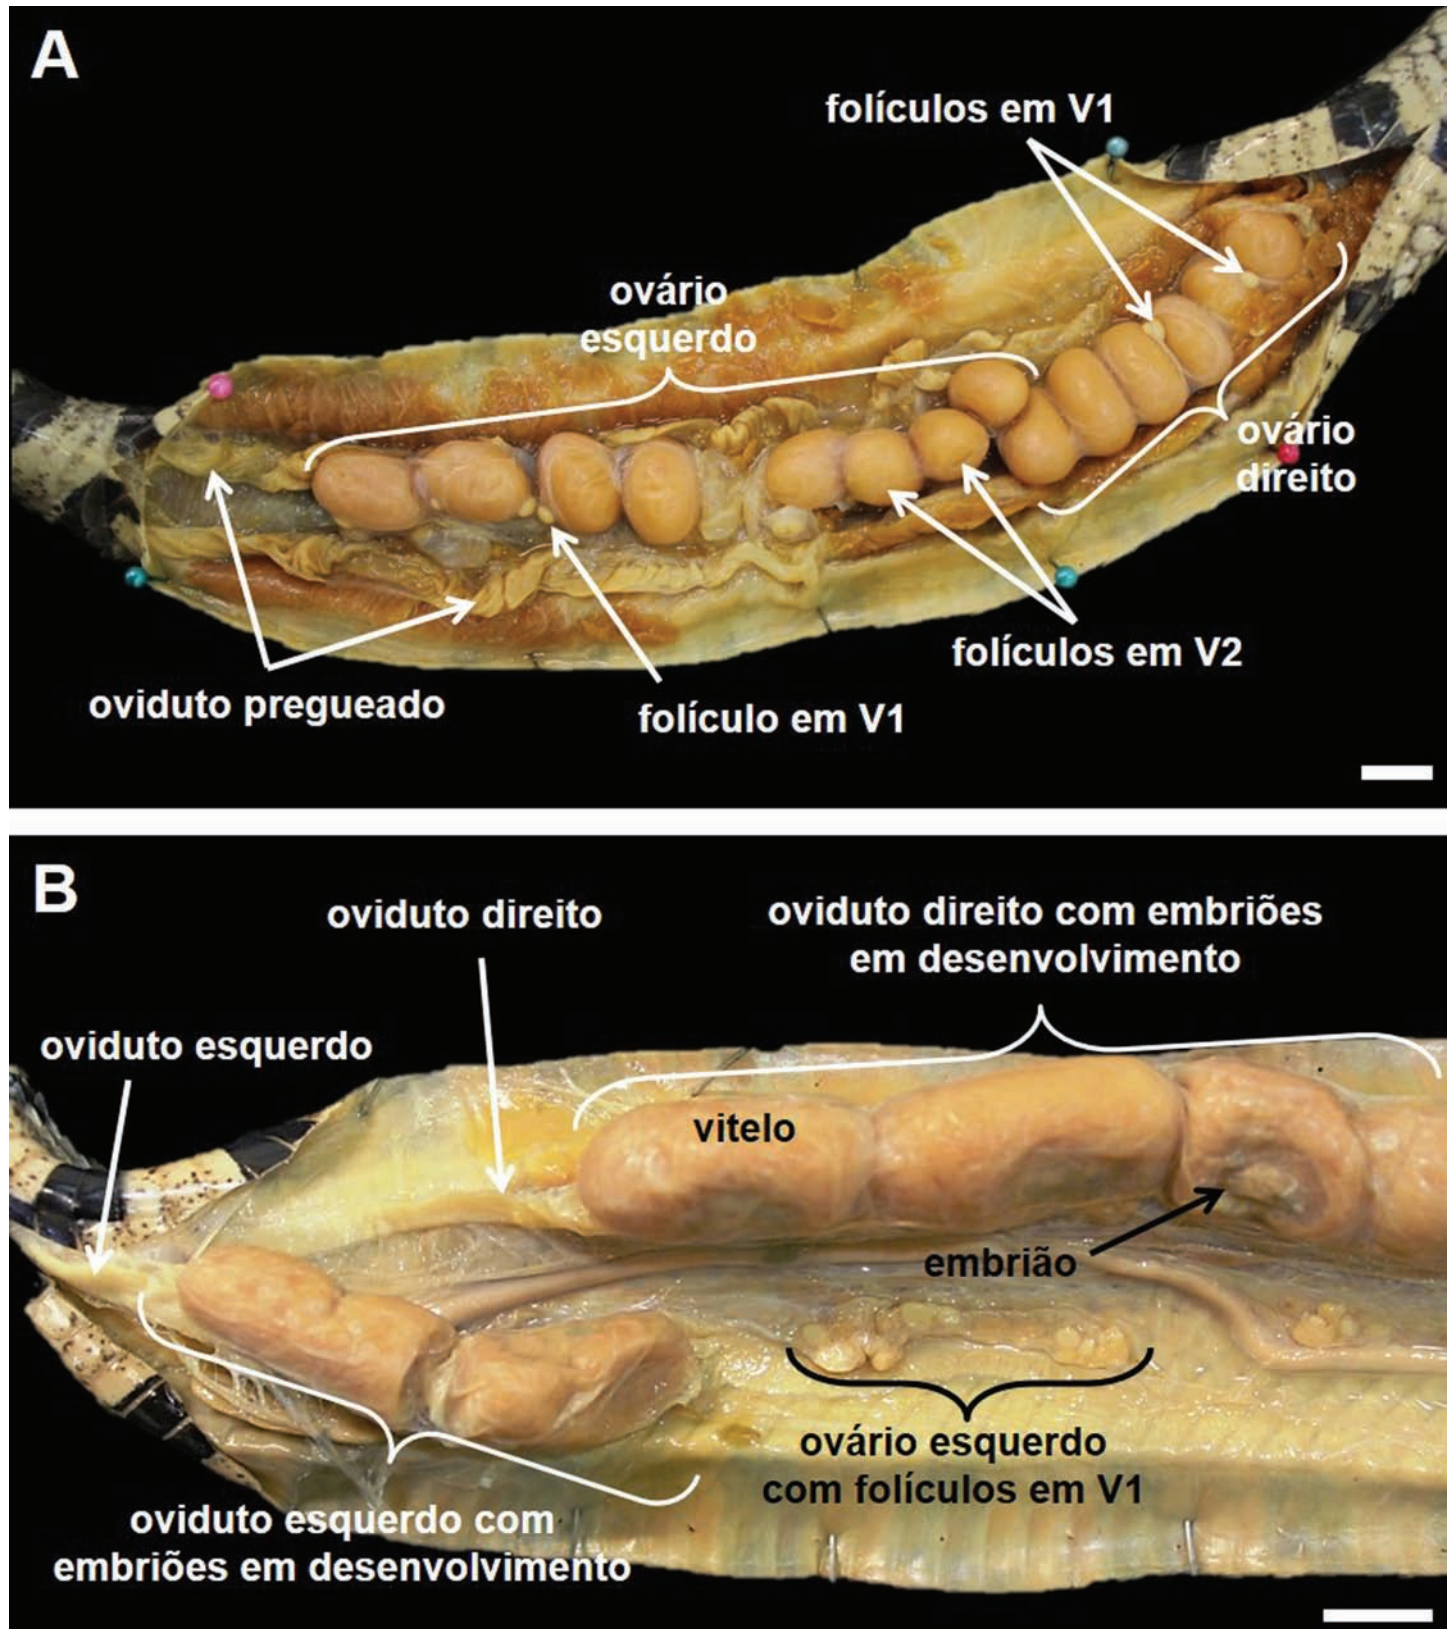 A
folículos em V1
ovário
esquerdo
ovário
direito
folículos em V2
oviduto pregueado
folículo em V1
B
oviduto direito
oviduto direito com embriões
em desenvolvimento
oviduto esquerdo
vitelo
embrião
ovário esquerdo
com folículos em V1
oviduto esquerdo com
embriões em desenvolvimento